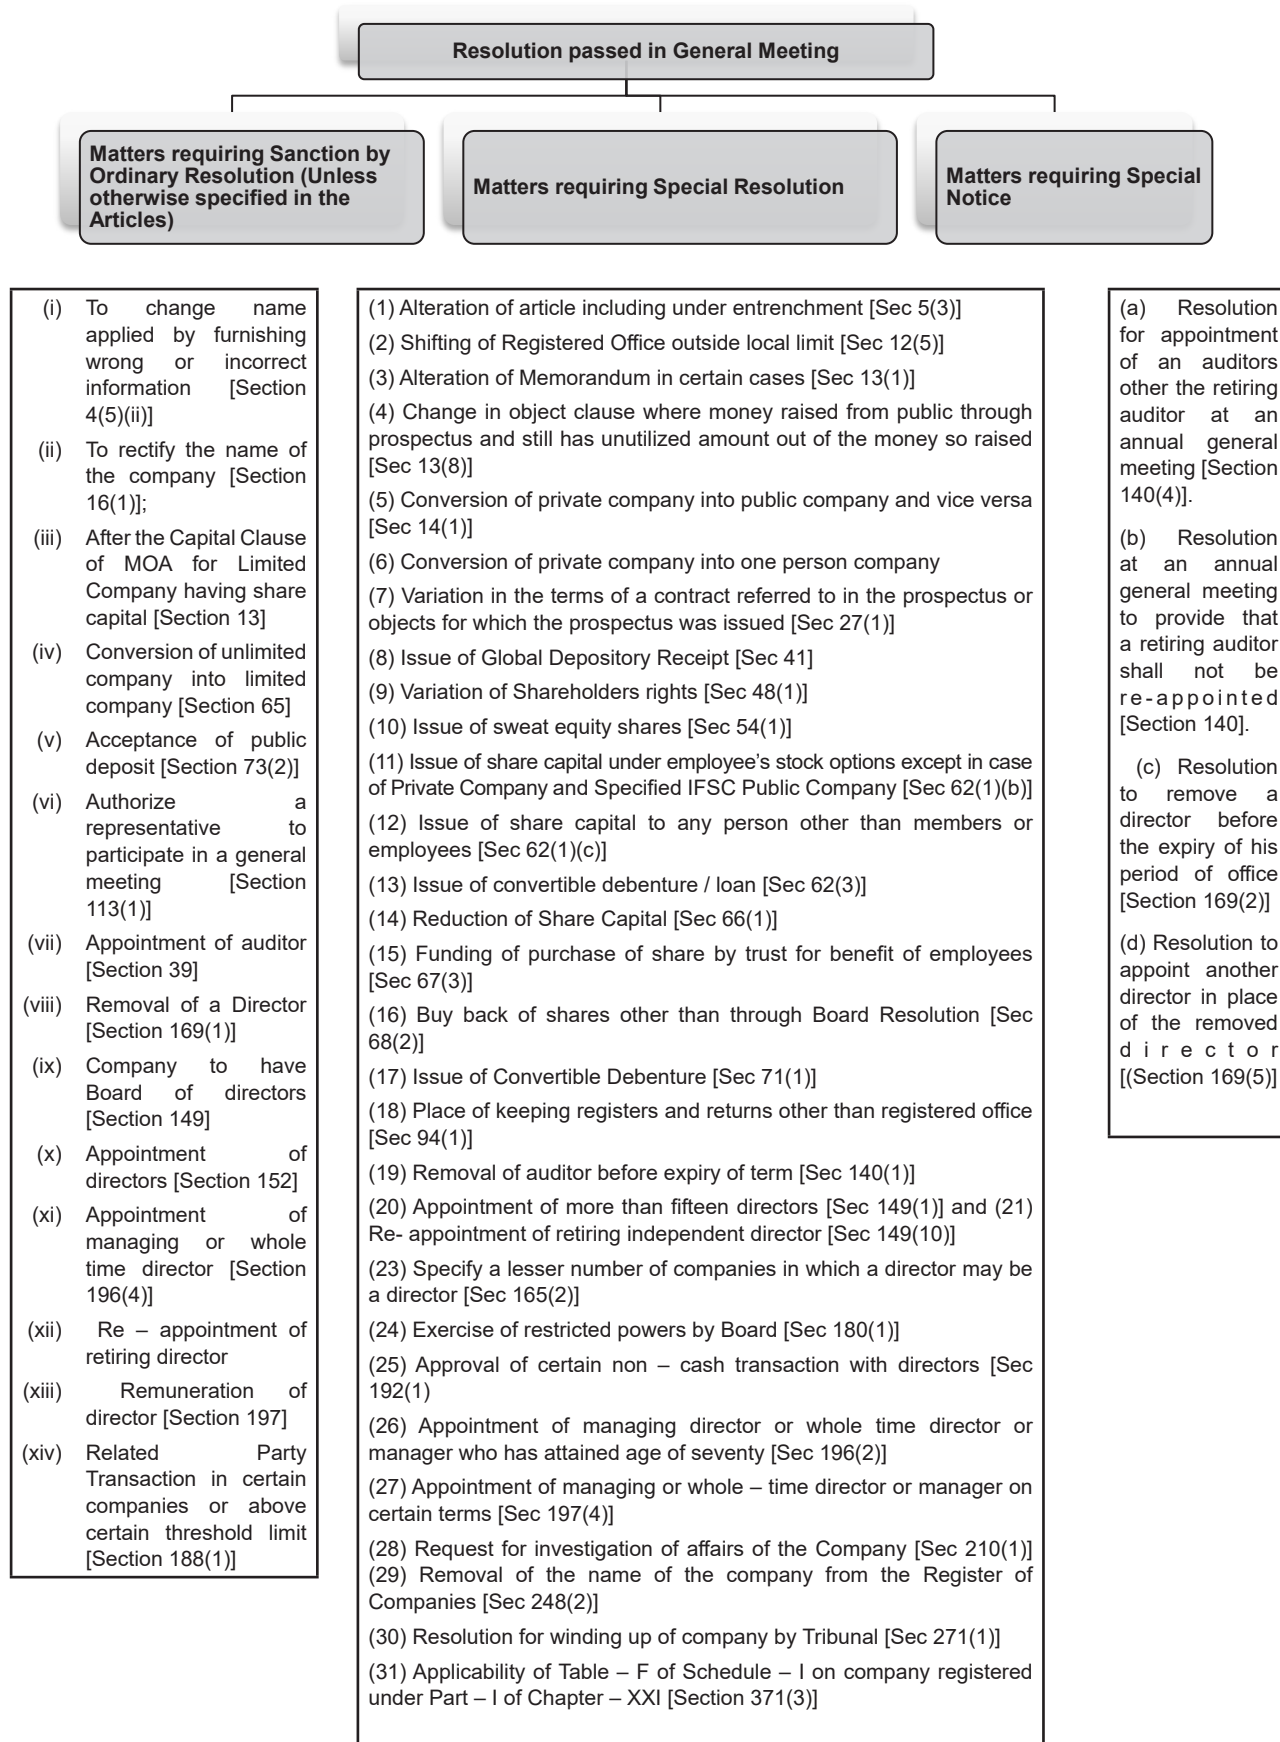 Resolution passed in General Meeting
Matters requiring Sanction by
Ordinary Resolution (Unless
otherwise specified in the
Articles)
Matters requiring Special Resolution
Matters requiring Special
Notice
(i) To change name
applied by furnishing
wrong or incorrect
information [Section
4(5)(ii)]
(ii) To rectify the name of
the company [Section
16(1)];
(iii) After the Capital Clause
of MOA for Limited
Company having share
capital [Section 13]
(iv) Conversion of unlimited
company into limited
company [Section 65]
(v) Acceptance of public
deposit [Section 73(2)]
(vi) Authorize a
representative to
participate in a general
meeting [Section
113(1)]
(vii) Appointment of auditor
[Section 39]
(viii) Removal of a Director
[Section 169(1)]
(ix) Company to have
Board of directors
[Section 149]
(x) Appointment of
directors [Section 152]
(xi) Appointment of
managing or whole
time director [Section
196(4)]
(xii) Re – appointment of
retiring director
(xiii) Remuneration of
director [Section 197]
(xiv) Related Party
Transaction in certain
companies or above
certain threshold limit
[Section 188(1)]
(1) Alteration of article including under entrenchment [Sec 5(3)]
(2) Shifting of Registered Office outside local limit [Sec 12(5)]
(3) Alteration of Memorandum in certain cases [Sec 13(1)]
(4) Change in object clause where money raised from public through
prospectus and still has unutilized amount out of the money so raised
[Sec 13(8)]
(5) Conversion of private company into public company and vice versa
[Sec 14(1)]
(6) Conversion of private company into one person company
(7) Variation in the terms of a contract referred to in the prospectus or
objects for which the prospectus was issued [Sec 27(1)]
(8) Issue of Global Depository Receipt [Sec 41]
(9) Variation of Shareholders rights [Sec 48(1)]
(10) Issue of sweat equity shares [Sec 54(1)]
(11) Issue of share capital under employee’s stock options except in case
of Private Company and Specified IFSC Public Company [Sec 62(1)(b)]
(12) Issue of share capital to any person other than members or
employees [Sec 62(1)(c)]
(13) Issue of convertible debenture / loan [Sec 62(3)]
(14) Reduction of Share Capital [Sec 66(1)]
(15) Funding of purchase of share by trust for benefit of employees
[Sec 67(3)]
(16) Buy back of shares other than through Board Resolution [Sec
68(2)]
(17) Issue of Convertible Debenture [Sec 71(1)]
(18) Place of keeping registers and returns other than registered office
[Sec 94(1)]
(19) Removal of auditor before expiry of term [Sec 140(1)]
(20) Appointment of more than fifteen directors [Sec 149(1)] and (21)
Re- appointment of retiring independent director [Sec 149(10)]
(23) Specify a lesser number of companies in which a director may be
a director [Sec 165(2)]
(24) Exercise of restricted powers by Board [Sec 180(1)]
(25) Approval of certain non – cash transaction with directors [Sec
192(1)
(26) Appointment of managing director or whole time director or
manager who has attained age of seventy [Sec 196(2)]
(27) Appointment of managing or whole – time director or manager on
certain terms [Sec 197(4)]
(28) Request for investigation of affairs of the Company [Sec 210(1)]
(29) Removal of the name of the company from the Register of
Companies [Sec 248(2)]
(30) Resolution for winding up of company by Tribunal [Sec 271(1)]
(31) Applicability of Table – F of Schedule – I on company registered
under Part – I of Chapter – XXI [Section 371(3)]
(a) Resolution
for appointment
of an auditors
other the retiring
auditor at an
annual general
meeting [Section
140(4)].
(b) Resolution
at an annual
general meeting
to provide that
a retiring auditor
shall not be
re-appointed
[Section 140].
(c) Resolution
to remove a
director before
the expiry of his
period of office
[Section 169(2)]
(d) Resolution to
appoint another
director in place
of the removed
director
[(Section 169(5)]